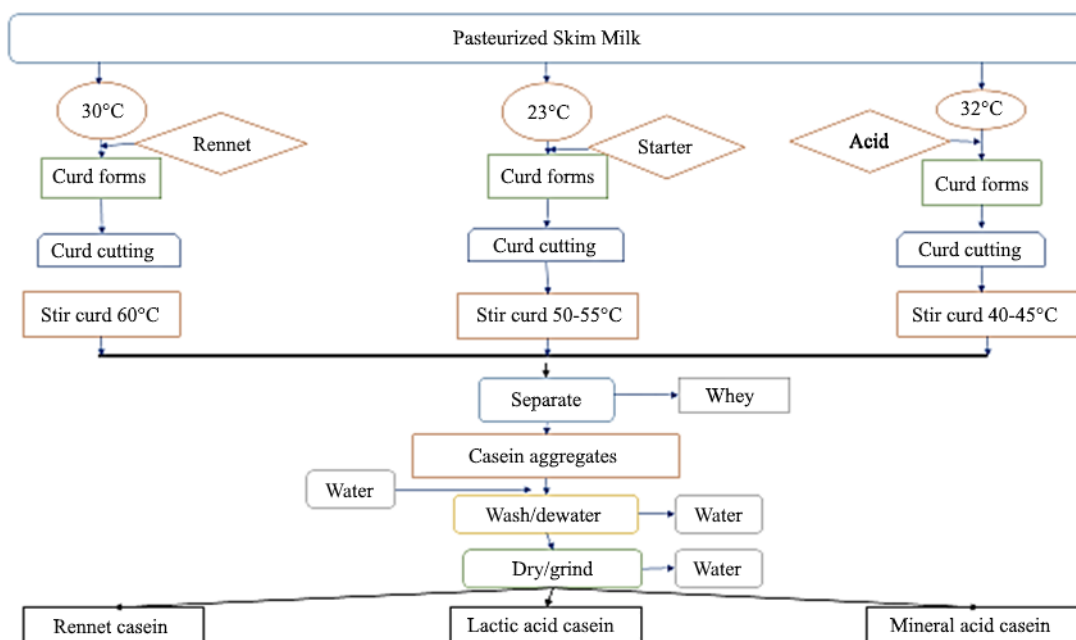 Pasteurized Skim Milk
30°C
23°C
32°C
Rennet
Starter
Acid
Curd forms
Curd forms
Curd forms
Curd cutting
Curd cutting
Curd cutting
Stir curd 60°C
Stir curd 50-55°C
Stir curd 40-45°C
Separate
Whey
Casein aggregates
Water
Wash/dewater
Water
Dry/grind
Water
Rennet casein
Lactic acid casein
Mineral acid casein